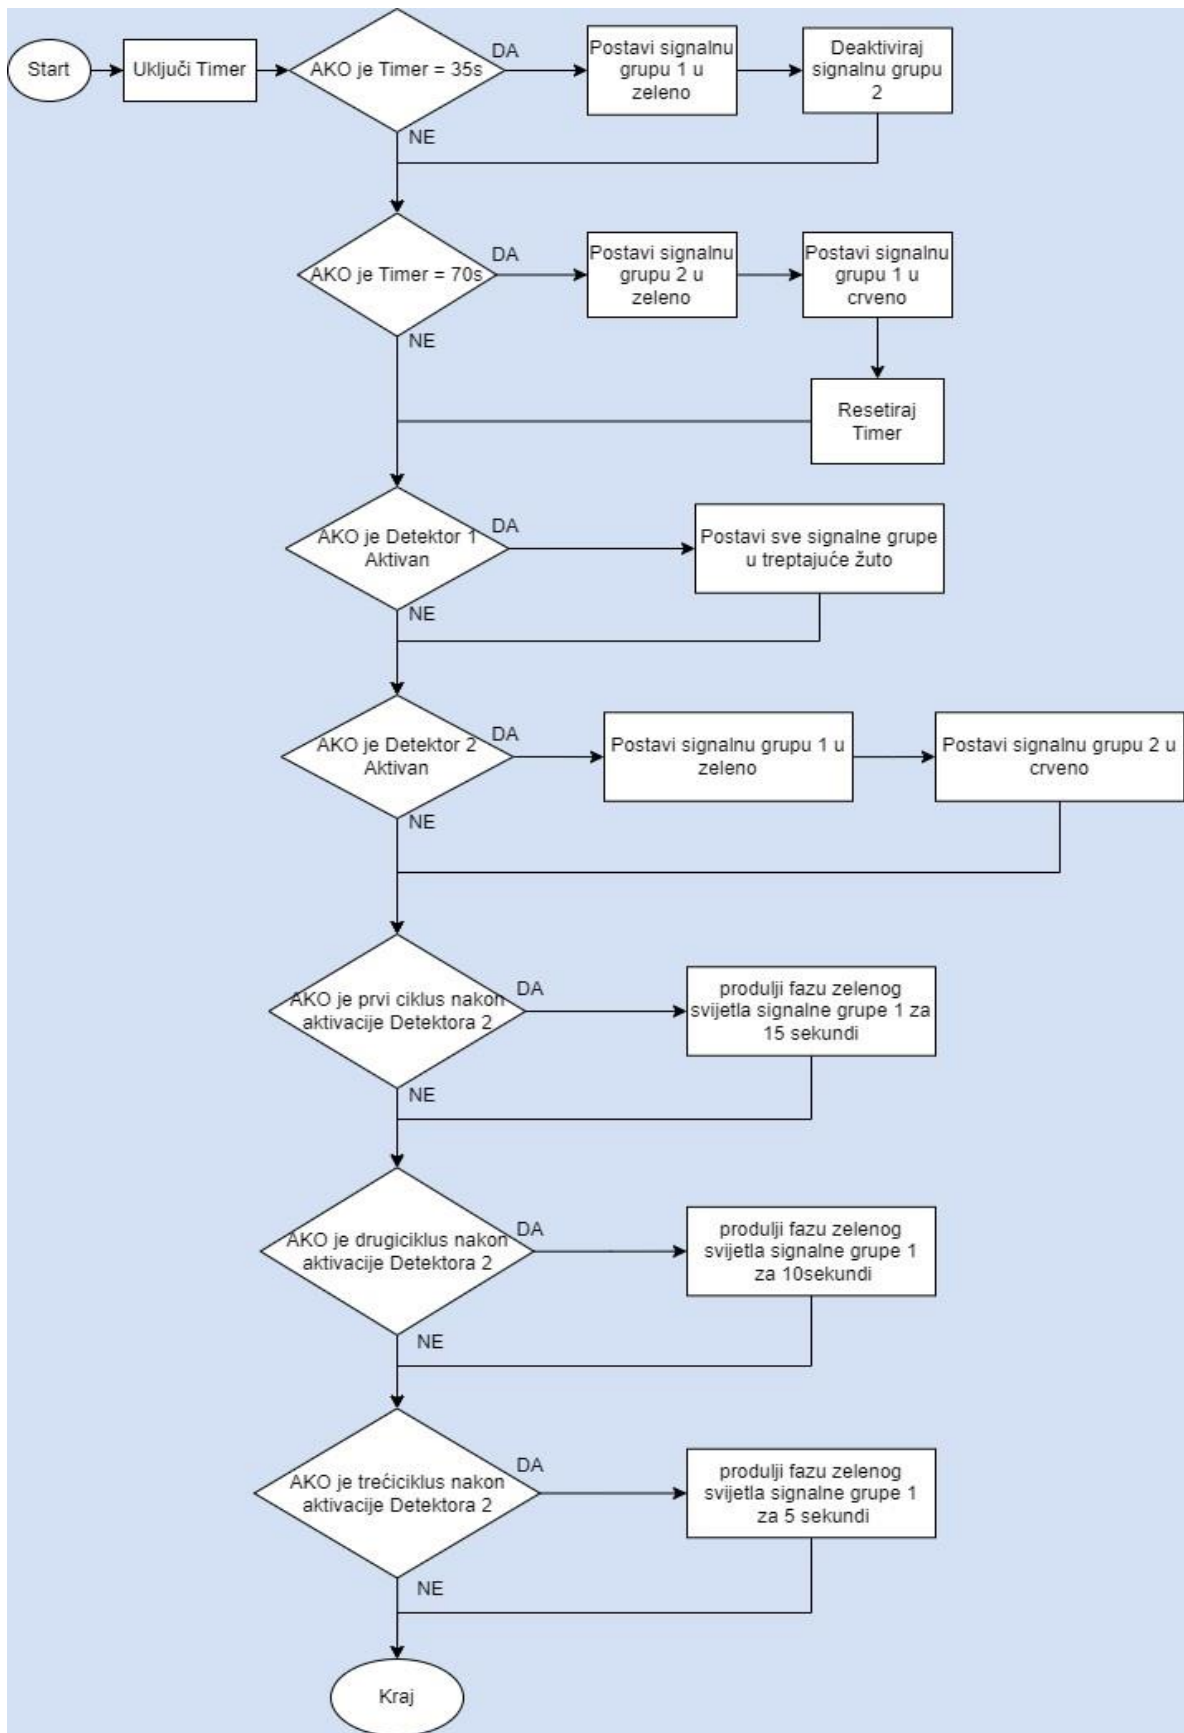 Start
Uključi Timer
AKO je Timer = 35s
DA
Postavi signalnu
grupu 1 u
zeleno
Deaktiviraj
signalnu grupu
2
NE
AKO je Timer = 70s
DA
Postavi signalnu
grupu 2 u
zeleno
Postavi signalnu
grupu 1 u
crveno
NE
Resetiraj
Timer
AKO je Detektor 1
Aktivan
DA
Postavi sve signalne grupe
u treptajuće žuto
NE
AKO je Detektor 2
Aktivan
DA
Postavi signalnu grupu 1 u
zeleno
Postavi signalnu grupu 2 u
crveno
NE
AKO je prvi ciklus nakon
aktivacije Detektora 2
DA
produlji fazu zelenog
svijetla signalne grupe 1 za
15 sekundi
NE
AKO je drugiciklus nakon
aktivacije Detektora 2
DA
produlji fazu zelenog
svijetla signalne grupe 1
za 10sekundi
NE
AKO je trećiciklus nakon
aktivacije Detektora 2
DA
produlji fazu zelenog
svijetla signalne grupe 1
za 5 sekundi
NE
Kraj